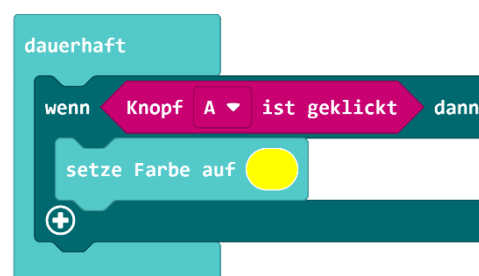 dauerhaft
wenn Knopf A ist geklickt dann
setze Farbe auf